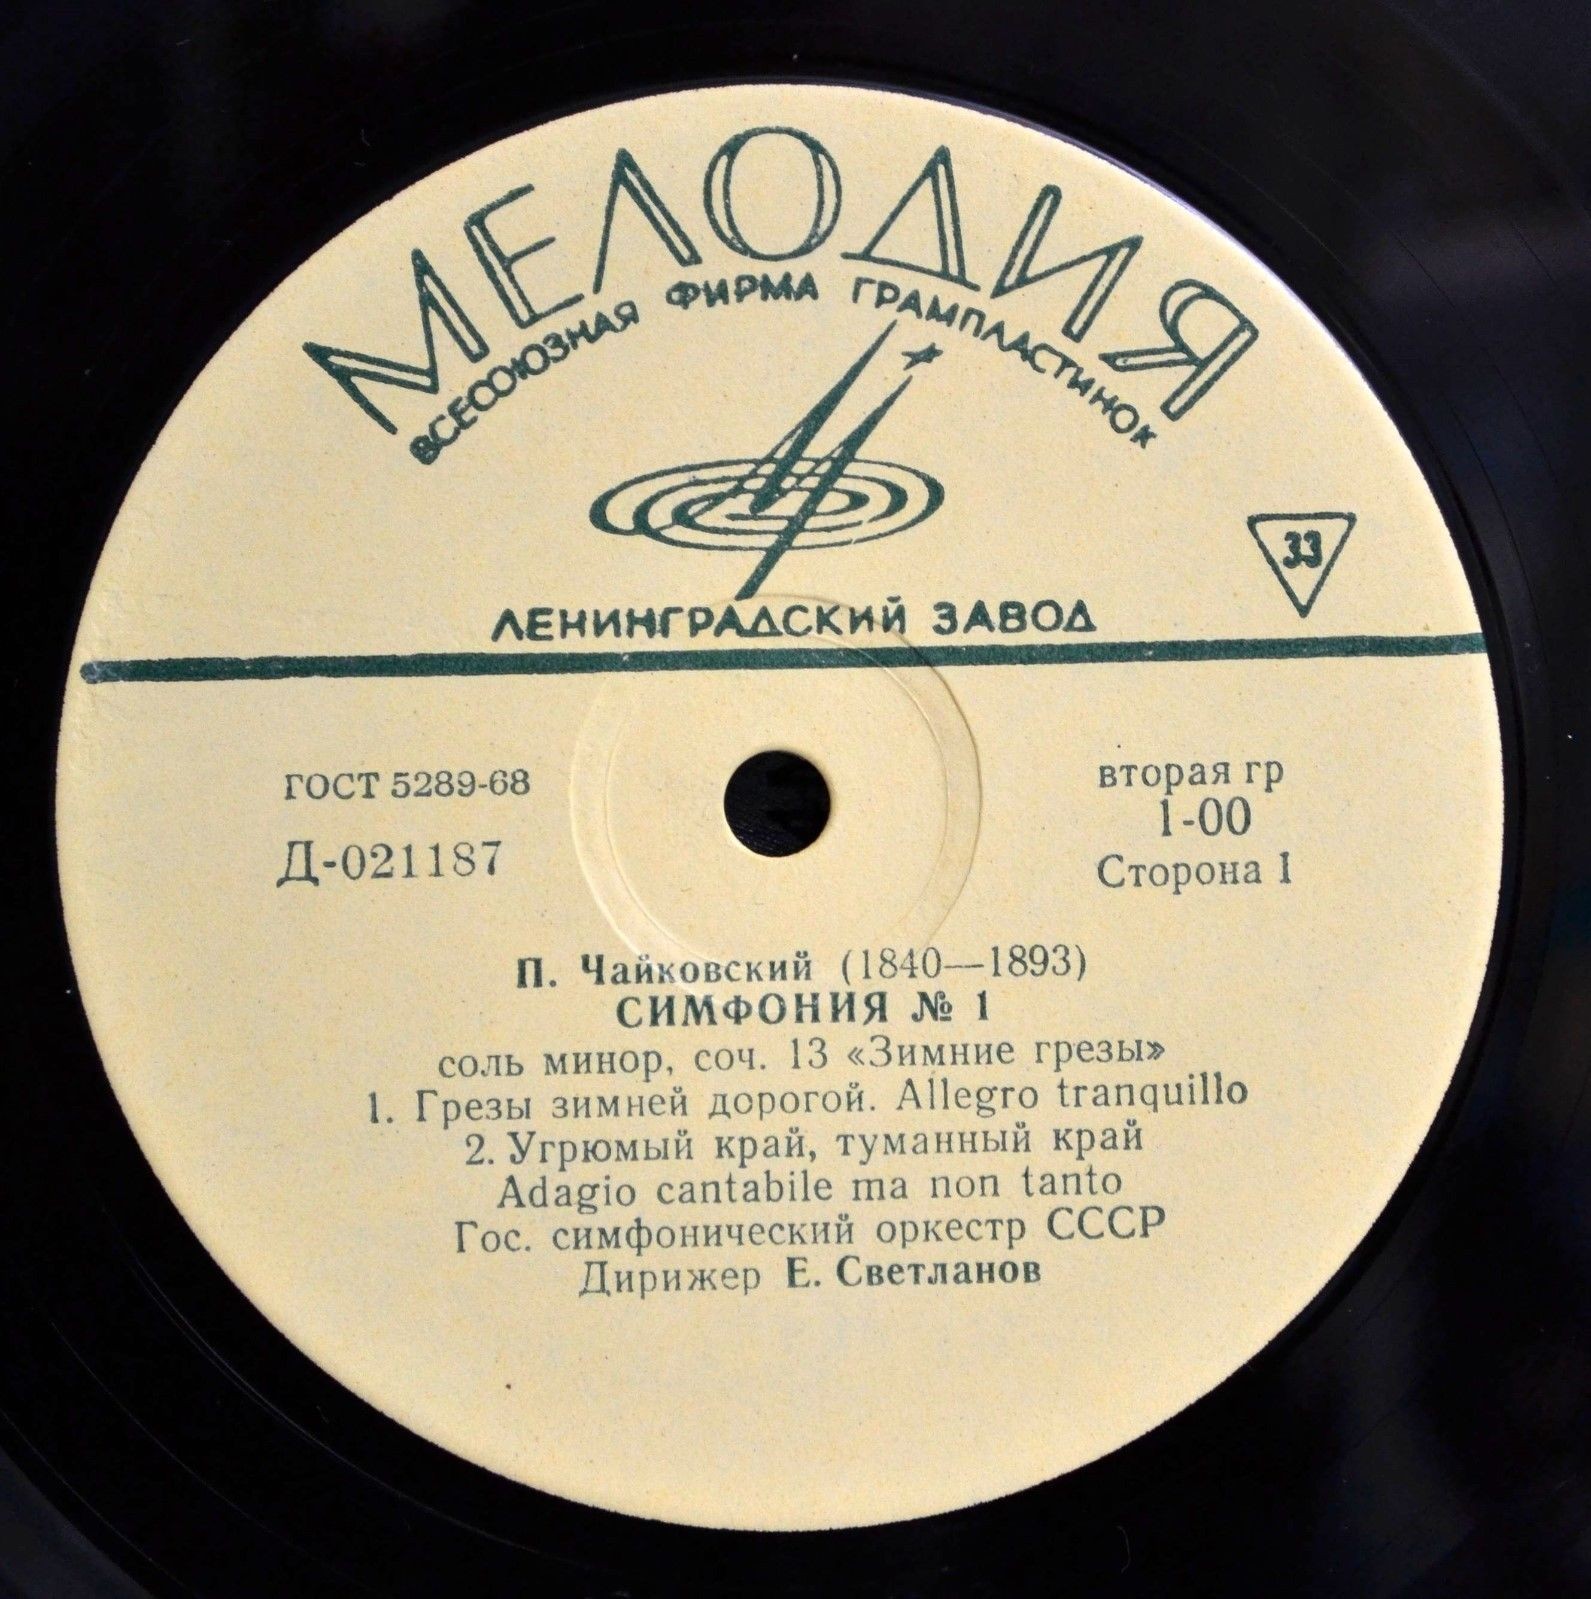 МЕЛОДИЯ
ВСЕСОЮЗНАЯ ФИРМА ГРАМПЛАСТИНОК
33
ЛЕНИНГРАДСКИЙ ЗАВОД
ГОСТ 5289-68
Д-021187
вторая гр
1-00
Сторона 1
П. Чайковский (1840—1893)
СИМФОНИЯ № 1
соль минор, соч. 13 «Зимние грезы»
1. Грезы зимней дорогой. Allegro tranquillo
2. Угрюмый край, туманный край
Adagio cantabile ma non tanto
Гос. симфонический оркестр СССР
Дирижер Е. Светланов